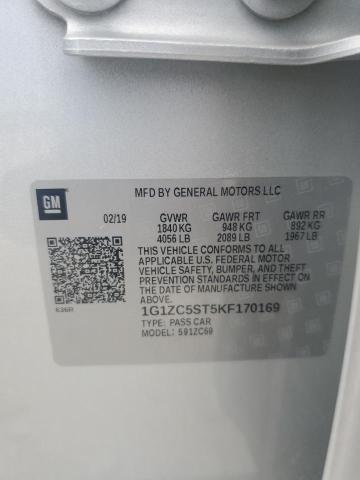 GM
MFD BY GENERAL MOTORS LLC
02/19 GVWR GAWR FRT GAWR RR
1840 KG 948 KG 892 KG
4056 LB 2089 LB 1967 LB
THIS VEHICLE CONFORMS TO ALL
APPLICABLE U.S. FEDERAL MOTOR
VEHICLE SAFETY, BUMPER, AND THEFT
PREVENTION STANDARDS IN EFFECT ON
THE DATE OF MANUFACTURE SHOWN
ABOVE.
1G1ZC5ST5KF170169
TYPE: PASS CAR
MODEL: 591ZC69